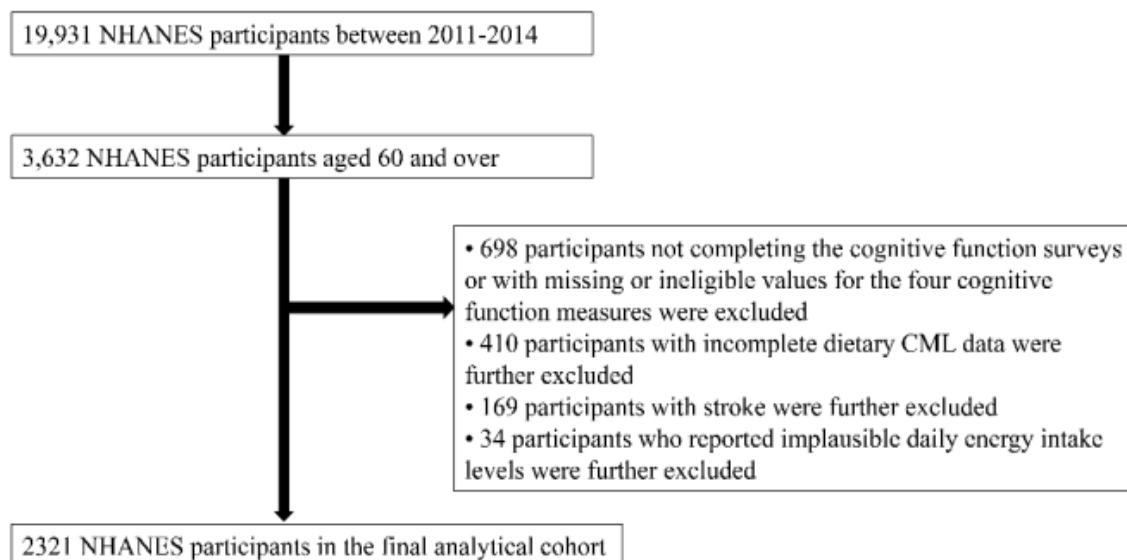 19,931 NHANES participants between 2011-2014
3,632 NHANES participants aged 60 and over
• 698 participants not completing the cognitive function surveys
or with missing or ineligible values for the four cognitive
function measures were excluded
• 410 participants with incomplete dietary CML data were
further excluded
• 169 participants with stroke were further excluded
• 34 participants who reported implausible daily energy intake
levels were further excluded
2321 NHANES participants in the final analytical cohort